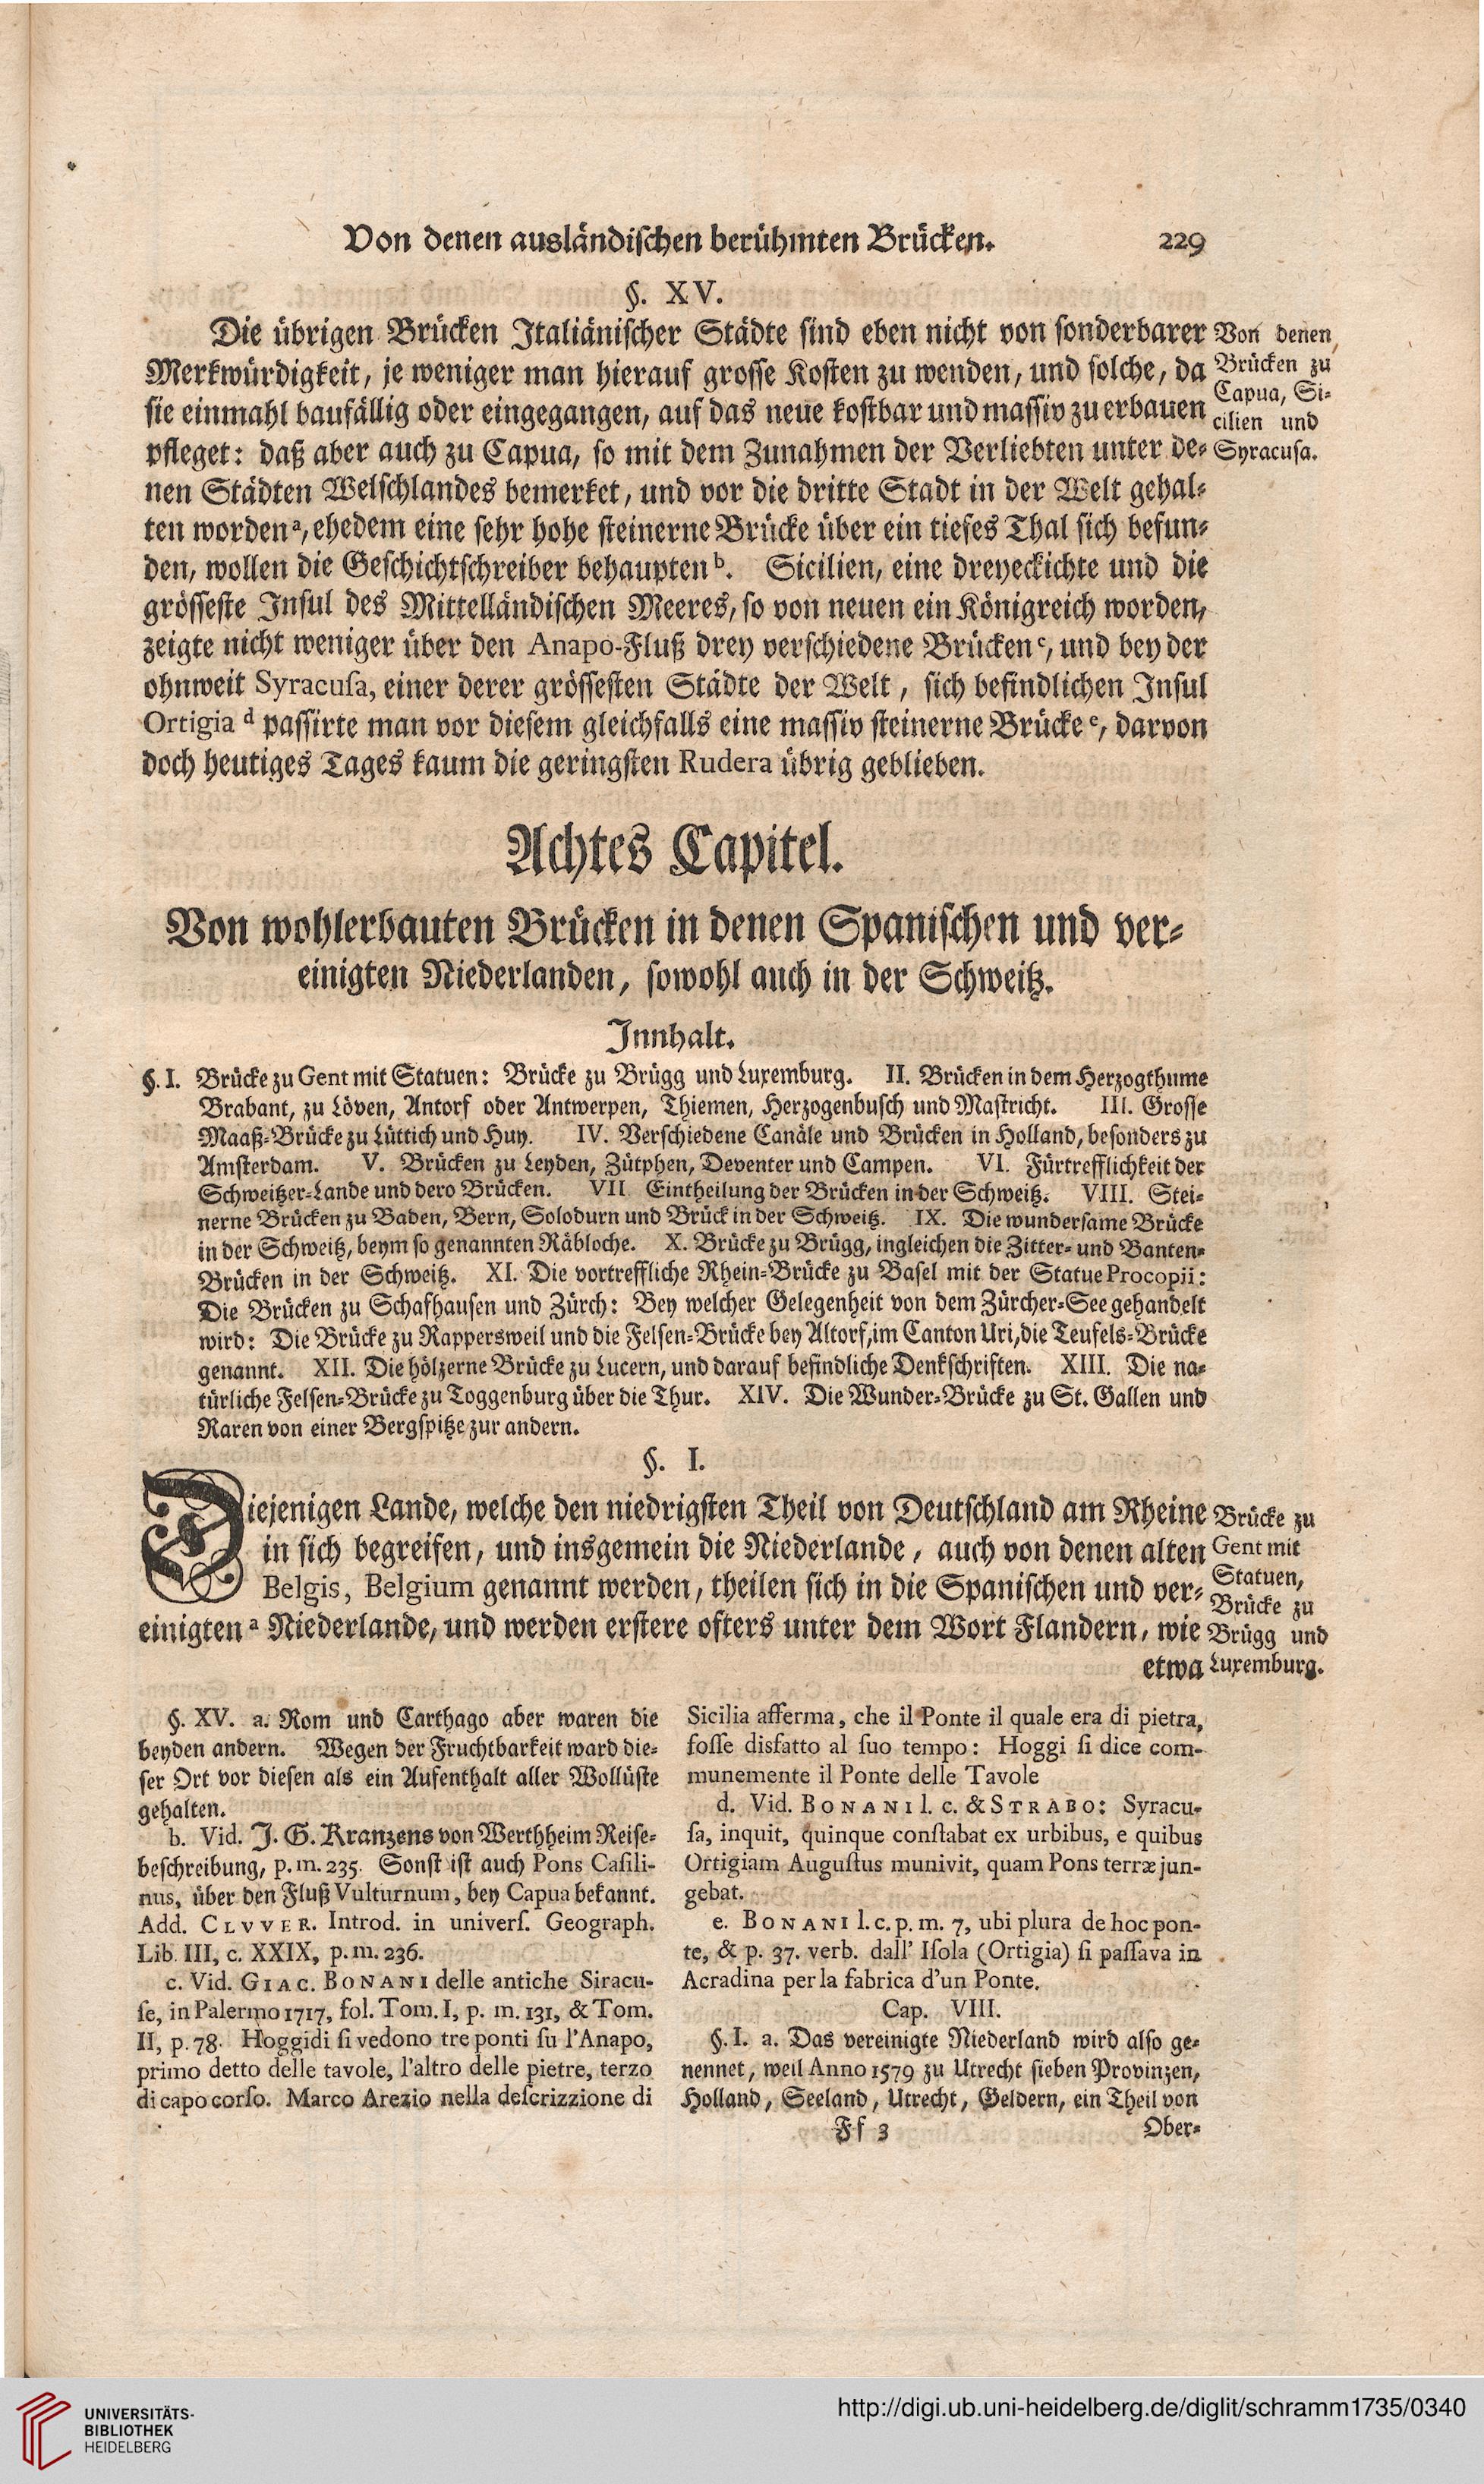 Von denen ausländischen berühmten Brücken. 229
§. XV.
Die übrigen Brücken Italiänischer Städte sind eben nicht von sonderbarer
Merkwürdigkeit, je weniger man hierauf grosse Kosten zu wenden, und solche, da
sie einmahl baufällig oder eingegangen, auf das neue kostbar und massiv zu erbauen
pfleget: daß aber auch zu Capua, so mit dem Zunahmen der Verliebten unter de-
nen Städten Welschlandes bemerket, und vor die dritte Stadt in der Welt gehal-
ten worden a, ehedem eine sehr hohe steinerne Brücke über ein tiefes Thal sich befun-
den, wollen die Geschichtschreiber behaupten b. Sicilien, eine dreyeckichte und die
grösseste Insul des Mittelländischen Meeres, so von neuen ein Königreich worden,
zeigte nicht weniger über den Anapo-Fluß drey verschiedene Brücken c, und bey der
ohnweit Syracusa, einer derer grössesten Städte der Welt, sich befindlichen Insul
Ortigia d passirte man vor diesem gleichfalls eine massiv steinerne Brücke e, darvon
doch heutiges Tages kaum die geringsten Rudera übrig geblieben.
Von denen
Brücken zu
Capua, Si-
cilien und
Syracusa.
Achtes Capitel.
Von wohlerbauten Brücken in denen Spanischen und ver-
einigten Niederlanden, sowohl auch in der Schweitz.
Innhalt.
§. I. Brücke zu Gent mit Statuen: Brücke zu Brügg und Luxemburg. II. Brücken in dem Herzogthume
Brabant, zu Löven, Antorf oder Antwerpen, Thiemen, Herzogenbusch und Mastricht. III. Grosse
Maaß-Brücke zu Lüttich und Huy. IV. Verschiedene Canäle und Brücken in Holland, besonders zu
Amsterdam. V. Brücken zu Leyden, Zütphen, Deventer und Campen. VI. Fürtrefflichkeit der
Schweitzer-Lande und dero Brücken. VII Eintheilung der Brücken in der Schweitz. VIII. Stei-
nerne Brücken zu Baden, Bern, Solodurn und Brück in der Schweitz. IX. Die wundersame Brücke
in der Schweitz, beym so genannten Räbloche. X. Brücke zu Brügg, ingleichen die Zitter- und Banten-
Brücken in der Schweitz. XI. Die vortreffliche Rhein-Brücke zu Basel mit der Statue Procopii:
Die Brücken zu Schafhausen und Zürch: Bey welcher Gelegenheit von dem Zürcher-See gehandelt
wird: Die Brücke zu Rappersweil und die Felsen-Brücke bey Altorf, im Canton Uri, die Teufels-Brücke
genannt. XII. Die hölzerne Brücke zu Lucern, und darauf befindliche Denkschriften. XIII. Die na-
türliche Felsen-Brücke zu Toggenburg über die Thur. XIV. Die Wunder-Brücke zu St. Gallen und
Raren von einer Bergspitze zur andern.
§. I.
Diejenigen Lande, welche den niedrigsten Theil von Deutschland am Rheine
in sich begreifen, und insgemein die Niederlande, auch von denen alten
Belgis, Belgium genannt werden, theilen sich in die Spanischen und ver-
einigten a Niederlande, und werden erstere ofters unter dem Wort Flandern, wie
etwa
Brücke zu
Gent mit
Statuen,
Brücke zu
Brügg und
Luxemburg.
§. XV. a. Rom und Carthago aber waren die
beyden andern. Wegen der Fruchtbarkeit ward die-
ser Ort vor diesen als ein Aufenthalt aller Wollüste
gehalten.
b. Vid. J. G. Kranzens von Werthheim Reise-
beschreibung, p. m. 235. Sonst ist auch Pons Casili-
nus, über den Fluß Vulturnum, bey Capua bekannt.
Add. CLVVER. Introd. in univers. Geograph.
Lib. III, c. XXIX, p. m. 236.
c. Vid. GIAC. BONANI delle antiche Siracu-
se, in Palermo 1717, fol. Tom. I, p. m. 131, & Tom.
II, p. 78. Hoggidi si vedono tre ponti su l'Anapo,
primo detto delle tavole, l'altro delle pietre, terzo
di capo corso. Marco Arezio nella descrizzione di
Sicilia afferma, che il Ponte il quale era di pietra,
fosse disfatto al suo tempo: Hoggi si dice com-
munemente il Ponte delle Tavole
d. Vid. BONANI l. c. & STRABO: Syracu-
sa, inquit, quinque constabat ex urbibus, e quibus
Ortigiam Augustus munivit, quam Pons terræ jun-
gebat.
e. BONANI l. c. p. m. 7, ubi plura de hoc pon-
te, & p. 37. verb. dall' Isola (Ortigia) si passava in
Acradina per la fabrica d'un Ponte.
Cap. VIII.
§. I. a. Das vereinigte Niederland wird also ge-
nennet, weil Anno 1579 zu Utrecht sieben Provinzen,
Holland, Seeland, Utrecht, Geldern, ein Theil von
Ff 3 Ober-
UNIVERSITÄTS-
BIBLIOTHEK
HEIDELBERG
http://digi.ub.uni-heidelberg.de/diglit/schramm1735/0340